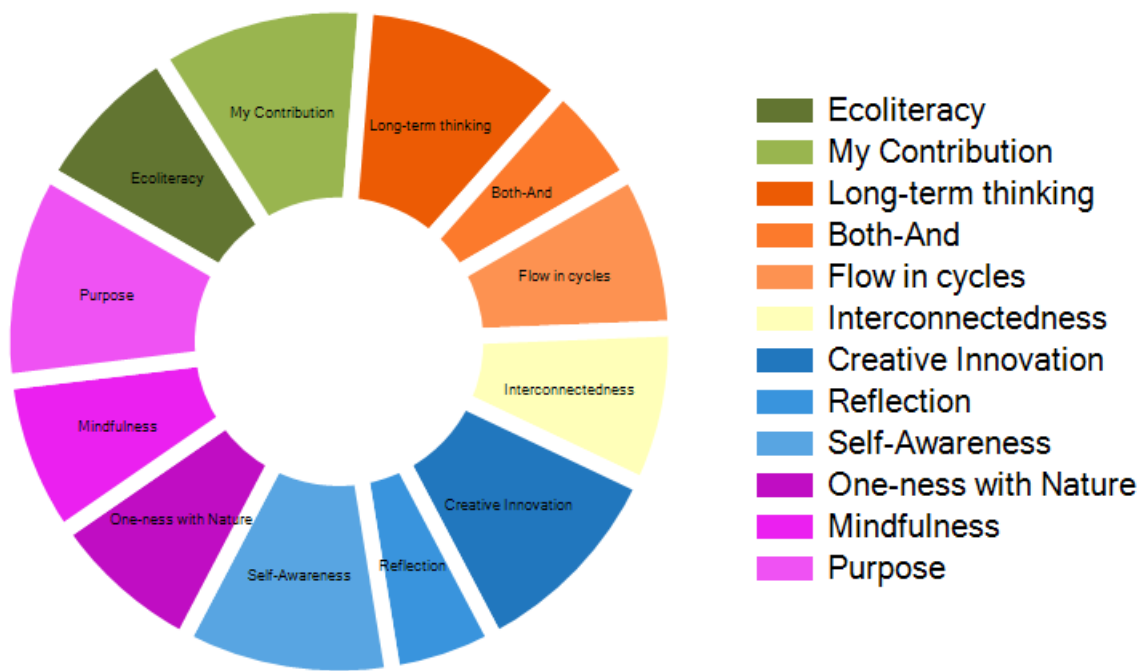 My Contribution
Long-term thinking
Ecoliteracy
Both-And
Flow in cycles
Purpose
Interconnectedness
Mindfulness
Creative Innovation
One-ness with Nature
Reflection
Self-Awareness
Ecoliteracy
My Contribution
Long-term thinking
Both-And
Flow in cycles
Interconnectedness
Creative Innovation
Reflection
Self-Awareness
One-ness with Nature
Mindfulness
Purpose